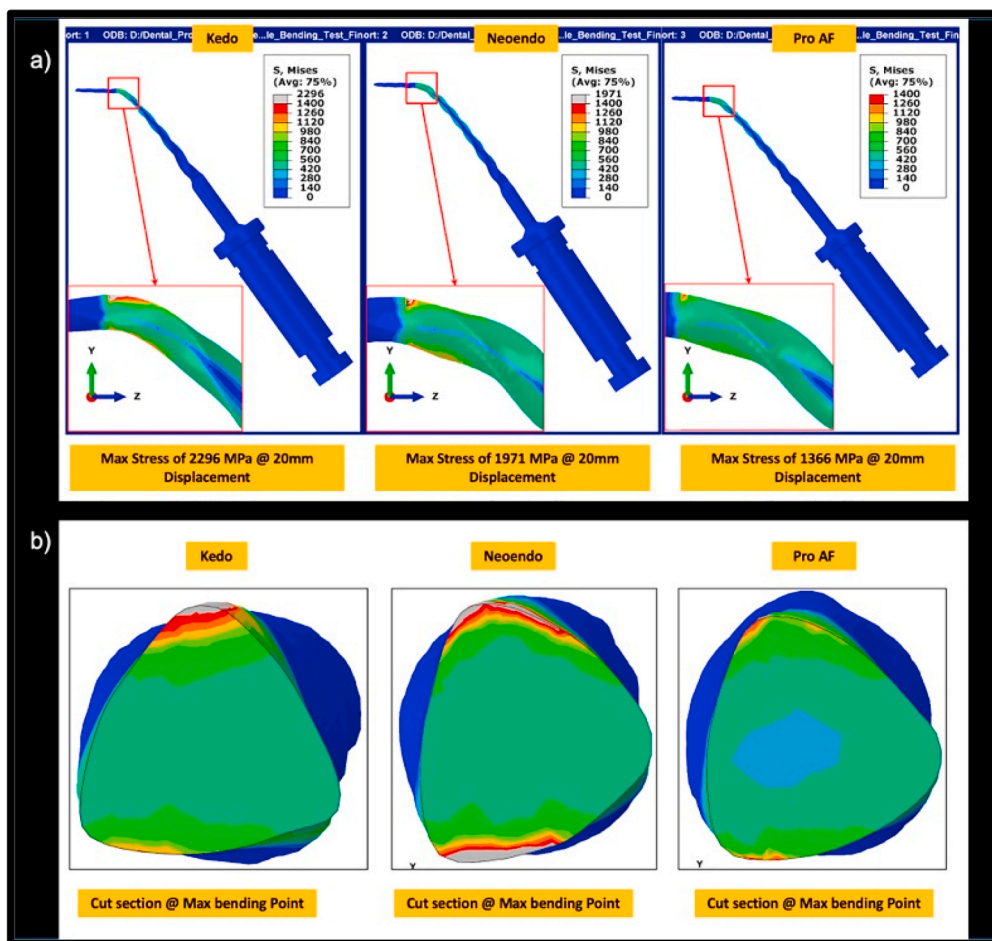 a)
ort: 1 ODB: D:/Dental_Pro
Kedo
e...le_Bending_Test_Fin
S, Mises
(Avg: 75%)
2296
1400
1260
1120
980
840
700
560
420
280
140
0
Y
Z
Max Stress of 2296 MPa @ 20mm
Displacement
ort: 2 ODB: D:/Dental_
Neoendo
...le_Bending_Test_Fin
S, Mises
(Avg: 75%)
1971
1400
1260
1120
980
840
700
560
420
280
140
0
Y
Z
Max Stress of 1971 MPa @ 20mm
Displacement
ort: 3 ODB: D:/Dental_
Pro AF
...le_Bending_Test_Fin
S, Mises
(Avg: 75%)
1400
1260
1120
980
840
700
560
420
280
140
0
Y
Z
Max Stress of 1366 MPa @ 20mm
Displacement
b)
Kedo
Cut section @ Max bending Point
Neoendo
Y
Cut section @ Max bending Point
Pro AF
Y
Cut section @ Max bending Point